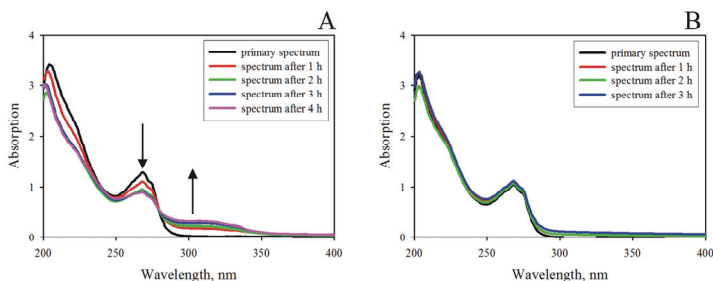 A
4
3
2
1
0
200
250
300
350
400
Absorption
Wavelength, nm
primary spectrum
spectrum after 1 h
spectrum after 2 h
spectrum after 3 h
spectrum after 4 h
B
4
3
2
1
0
200
250
300
350
400
Absorption
Wavelength, nm
primary spectrum
spectrum after 1 h
spectrum after 2 h
spectrum after 3 h